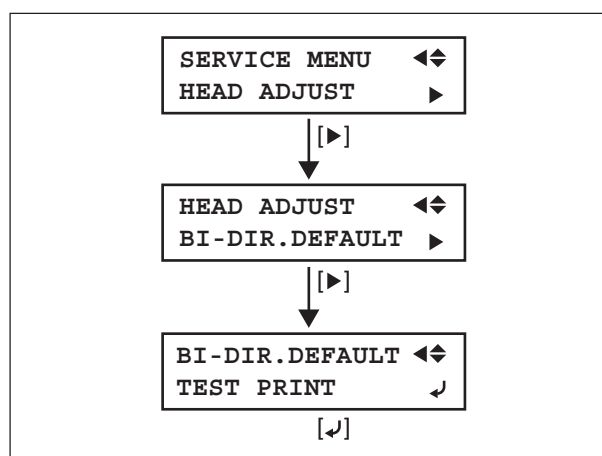 SERVICE MENU ◀◆
HEAD ADJUST ▶
[▶]
HEAD ADJUST ◀◆
BI-DIR.DEFAULT ▶
[▶]
BI-DIR.DEFAULT ◀◆
TEST PRINT ↵
[↵]